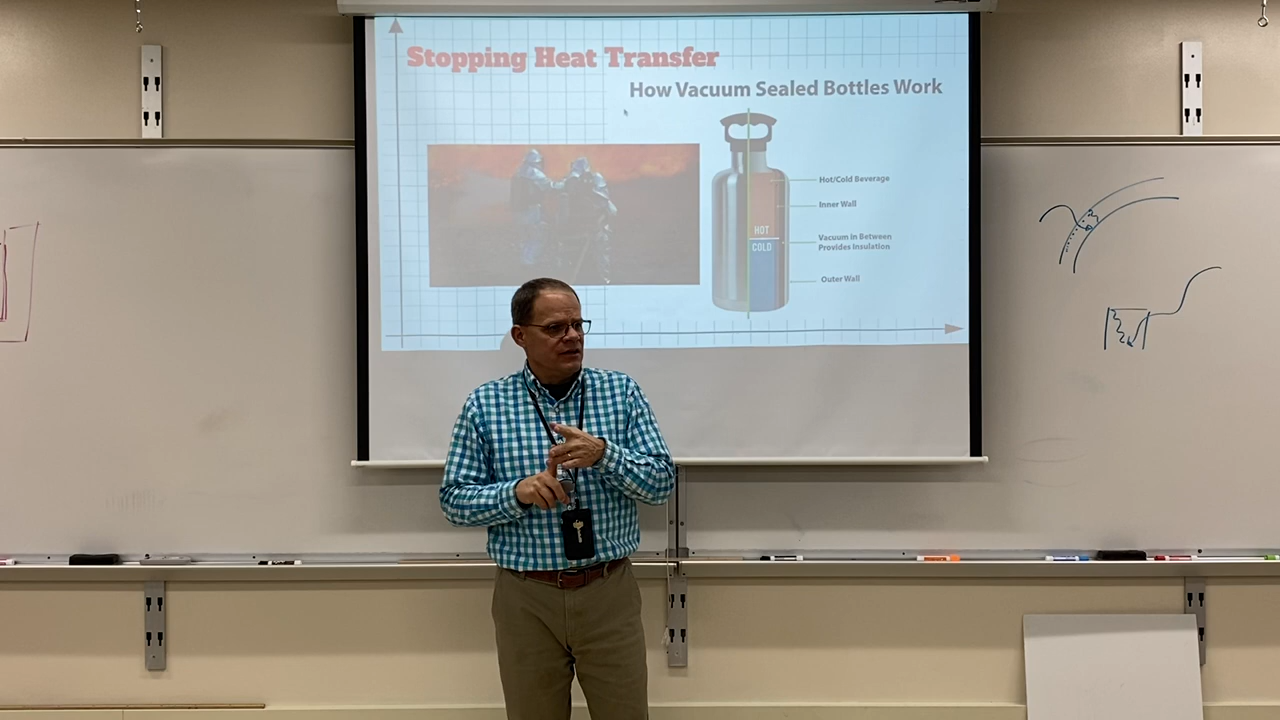 Stopping Heat Transfer
How Vacuum Sealed Bottles Work
Hot/Cold Beverage
Inner Wall
HOT
COLD
Vacuum in Between
Provides Insulation
Outer Wall